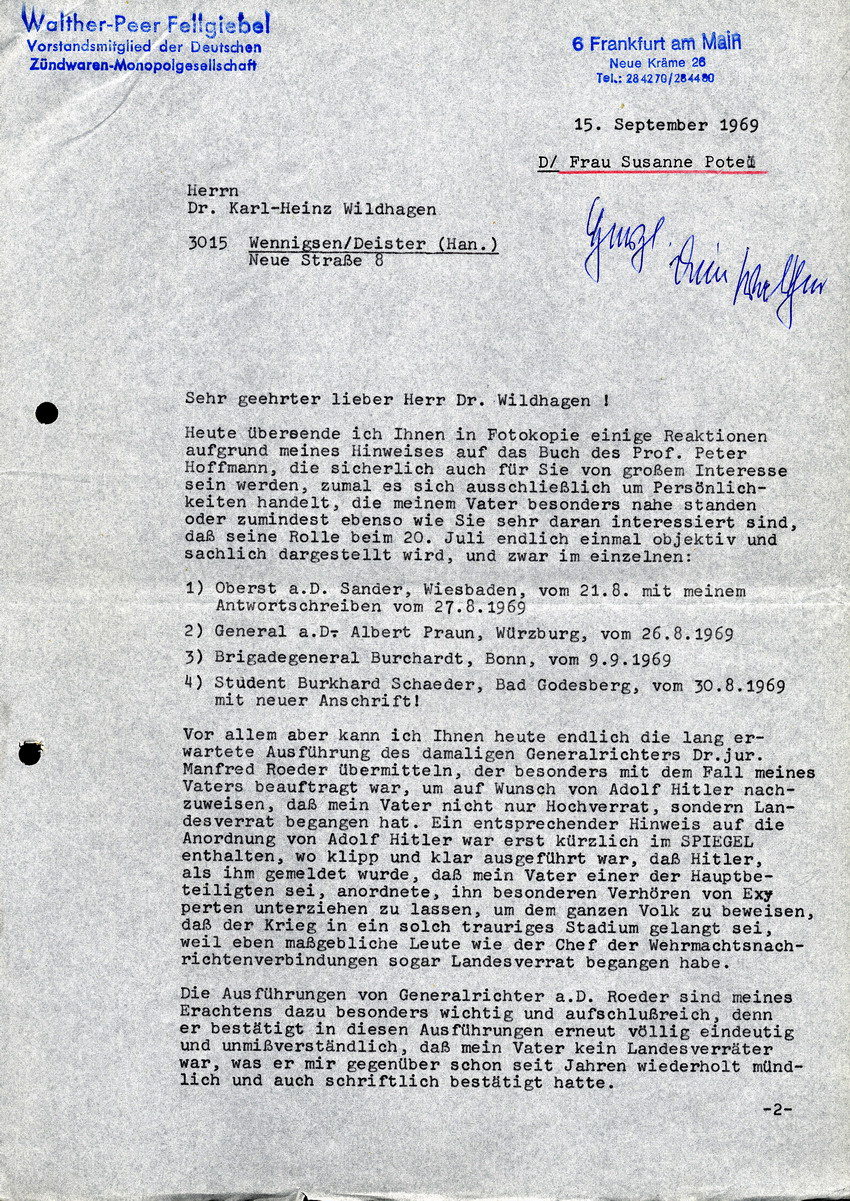 Walther-Peer Fellgiebel
Vorstandsmitglied der Deutschen
Zündwaren-Monopolgesellschaft
6 Frankfurt am Main
Neue Kräme 26
Tel.: 284270/284480
15. September 1969
D/ Frau Susanne
Herrn
Dr. Karl-Heinz Wildhagen
3015 Wennigsen/Deister (Han.)
Neue Straße 8
Sehr geehrter lieber Herr Dr. Wildhagen !
Heute übersende ich Ihnen in Fotokopie einige Reaktionen
aufgrund meines Hinweises auf das Buch des Prof. Peter
Hoffmann, die sicherlich auch für Sie von großem Interesse
sein werden, zumal es sich ausschließlich um Persönlich-
keiten handelt, die meinem Vater besonders nahe standen
oder zumindest ebenso wie Sie sehr daran interessiert sind,
daß seine Rolle beim 20. Juli endlich einmal objektiv und
sachlich dargestellt wird, und zwar im einzelnen:
1) Oberst a.D. Sander, Wiesbaden, vom 21.8. mit meinem
Antwortschreiben vom 27.8.1969
2) General a.D. Albert Praun, Würzburg, vom 26.8.1969
3) Brigadegeneral Burchardt, Bonn, vom 9.9.1969
4) Student Burkhard Schaeder, Bad Godesberg, vom 30.8.1969
mit neuer Anschrift!
Vor allem aber kann ich Ihnen heute endlich die lang er-
wartete Ausführung des damaligen Generalrichters Dr.jur.
Manfred Roeder übermitteln, der besonders mit dem Fall meines
Vaters beauftragt war, um auf Wunsch von Adolf Hitler nach-
zuweisen, daß mein Vater nicht nur Hochverrat, sondern Lan-
desverrat begangen hat. Ein entsprechender Hinweis auf die
Anordnung von Adolf Hitler war erst kürzlich im SPIEGEL
enthalten, wo klipp und klar ausgeführt war, daß Hitler,
als ihm gemeldet wurde, daß mein Vater einer der Hauptbe-
teiligten sei, anordnete, ihn besonderen Verhören von Exy
perten unterziehen zu lassen, um dem ganzen Volk zu beweisen,
daß der Krieg in ein solch trauriges Stadium gelangt sei,
weil eben maßgebliche Leute wie der Chef der Wehrmachtsnach-
richtenverbindungen sogar Landesverrat begangen habe.
Die Ausführungen von Generalrichter a.D. Roeder sind meines
Erachtens dazu besonders wichtig und aufschlußreich, denn
er bestätigt in diesen Ausführungen erneut völlig eindeutig
und unmißverständlich, daß mein Vater kein Landesverräter
war, was er mir gegenüber schon seit Jahren wiederholt münd-
lich und auch schriftlich bestätigt hatte.
-2-